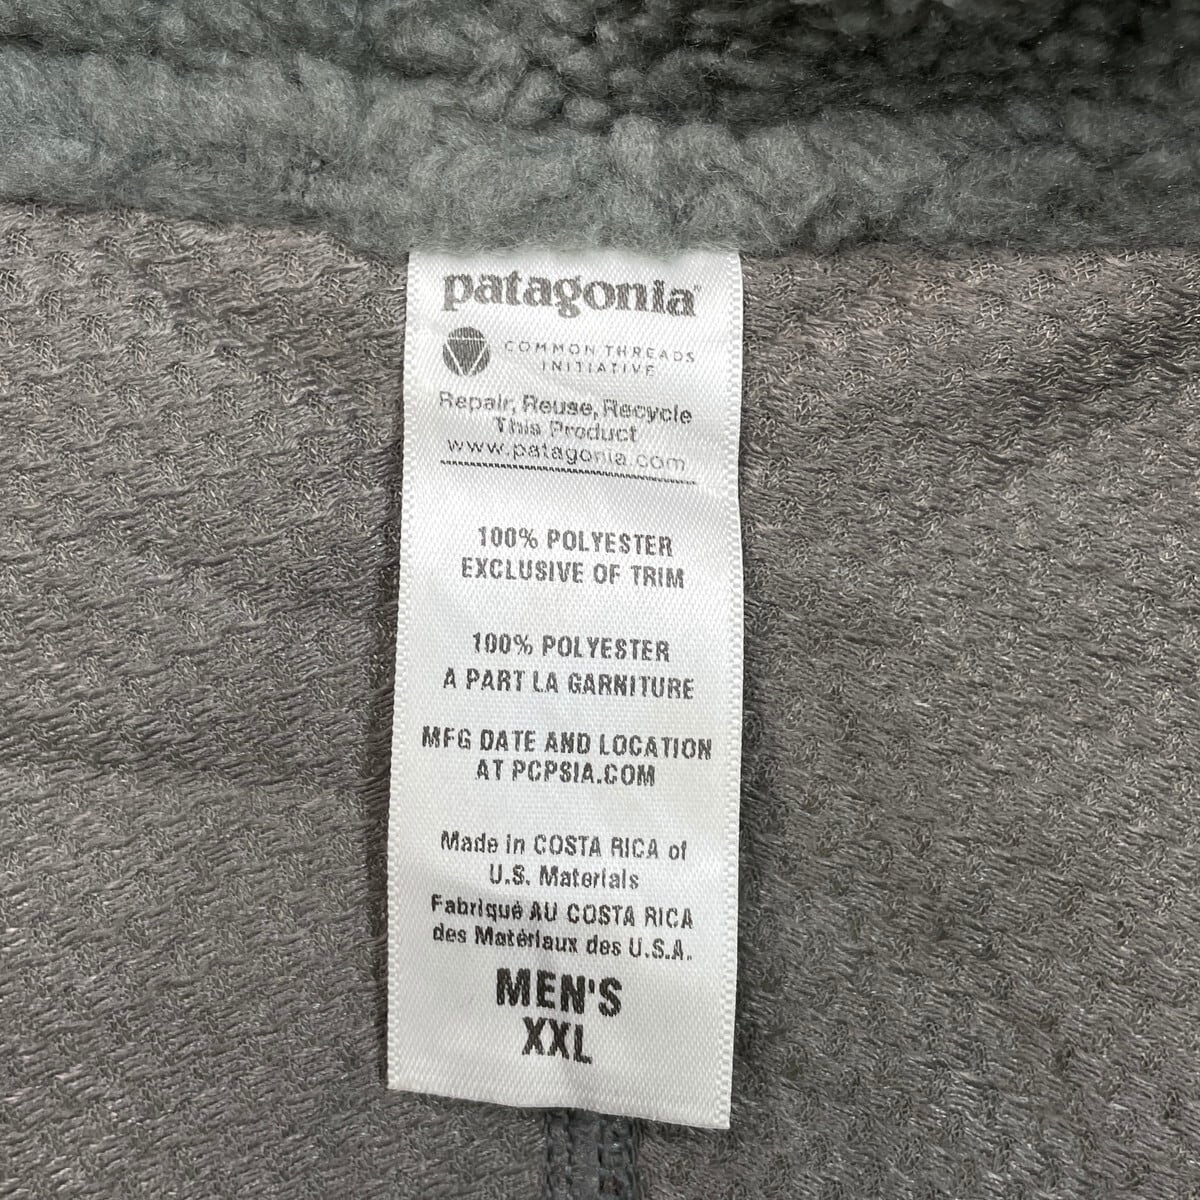 patagonia
COMMON THREADS
INITIATIVE
Repair, Reuse, Recycle
This Product
www.patagonia.com
100% POLYESTER
EXCLUSIVE OF TRIM
100% POLYESTER
A PART LA GARNITURE
MFG DATE AND LOCATION
AT PCPSIA.COM
Made in COSTA RICA of
U.S. Materials
Fabriqué AU COSTA RICA
des Matériaux des U.S.A.
MEN'S
XXL